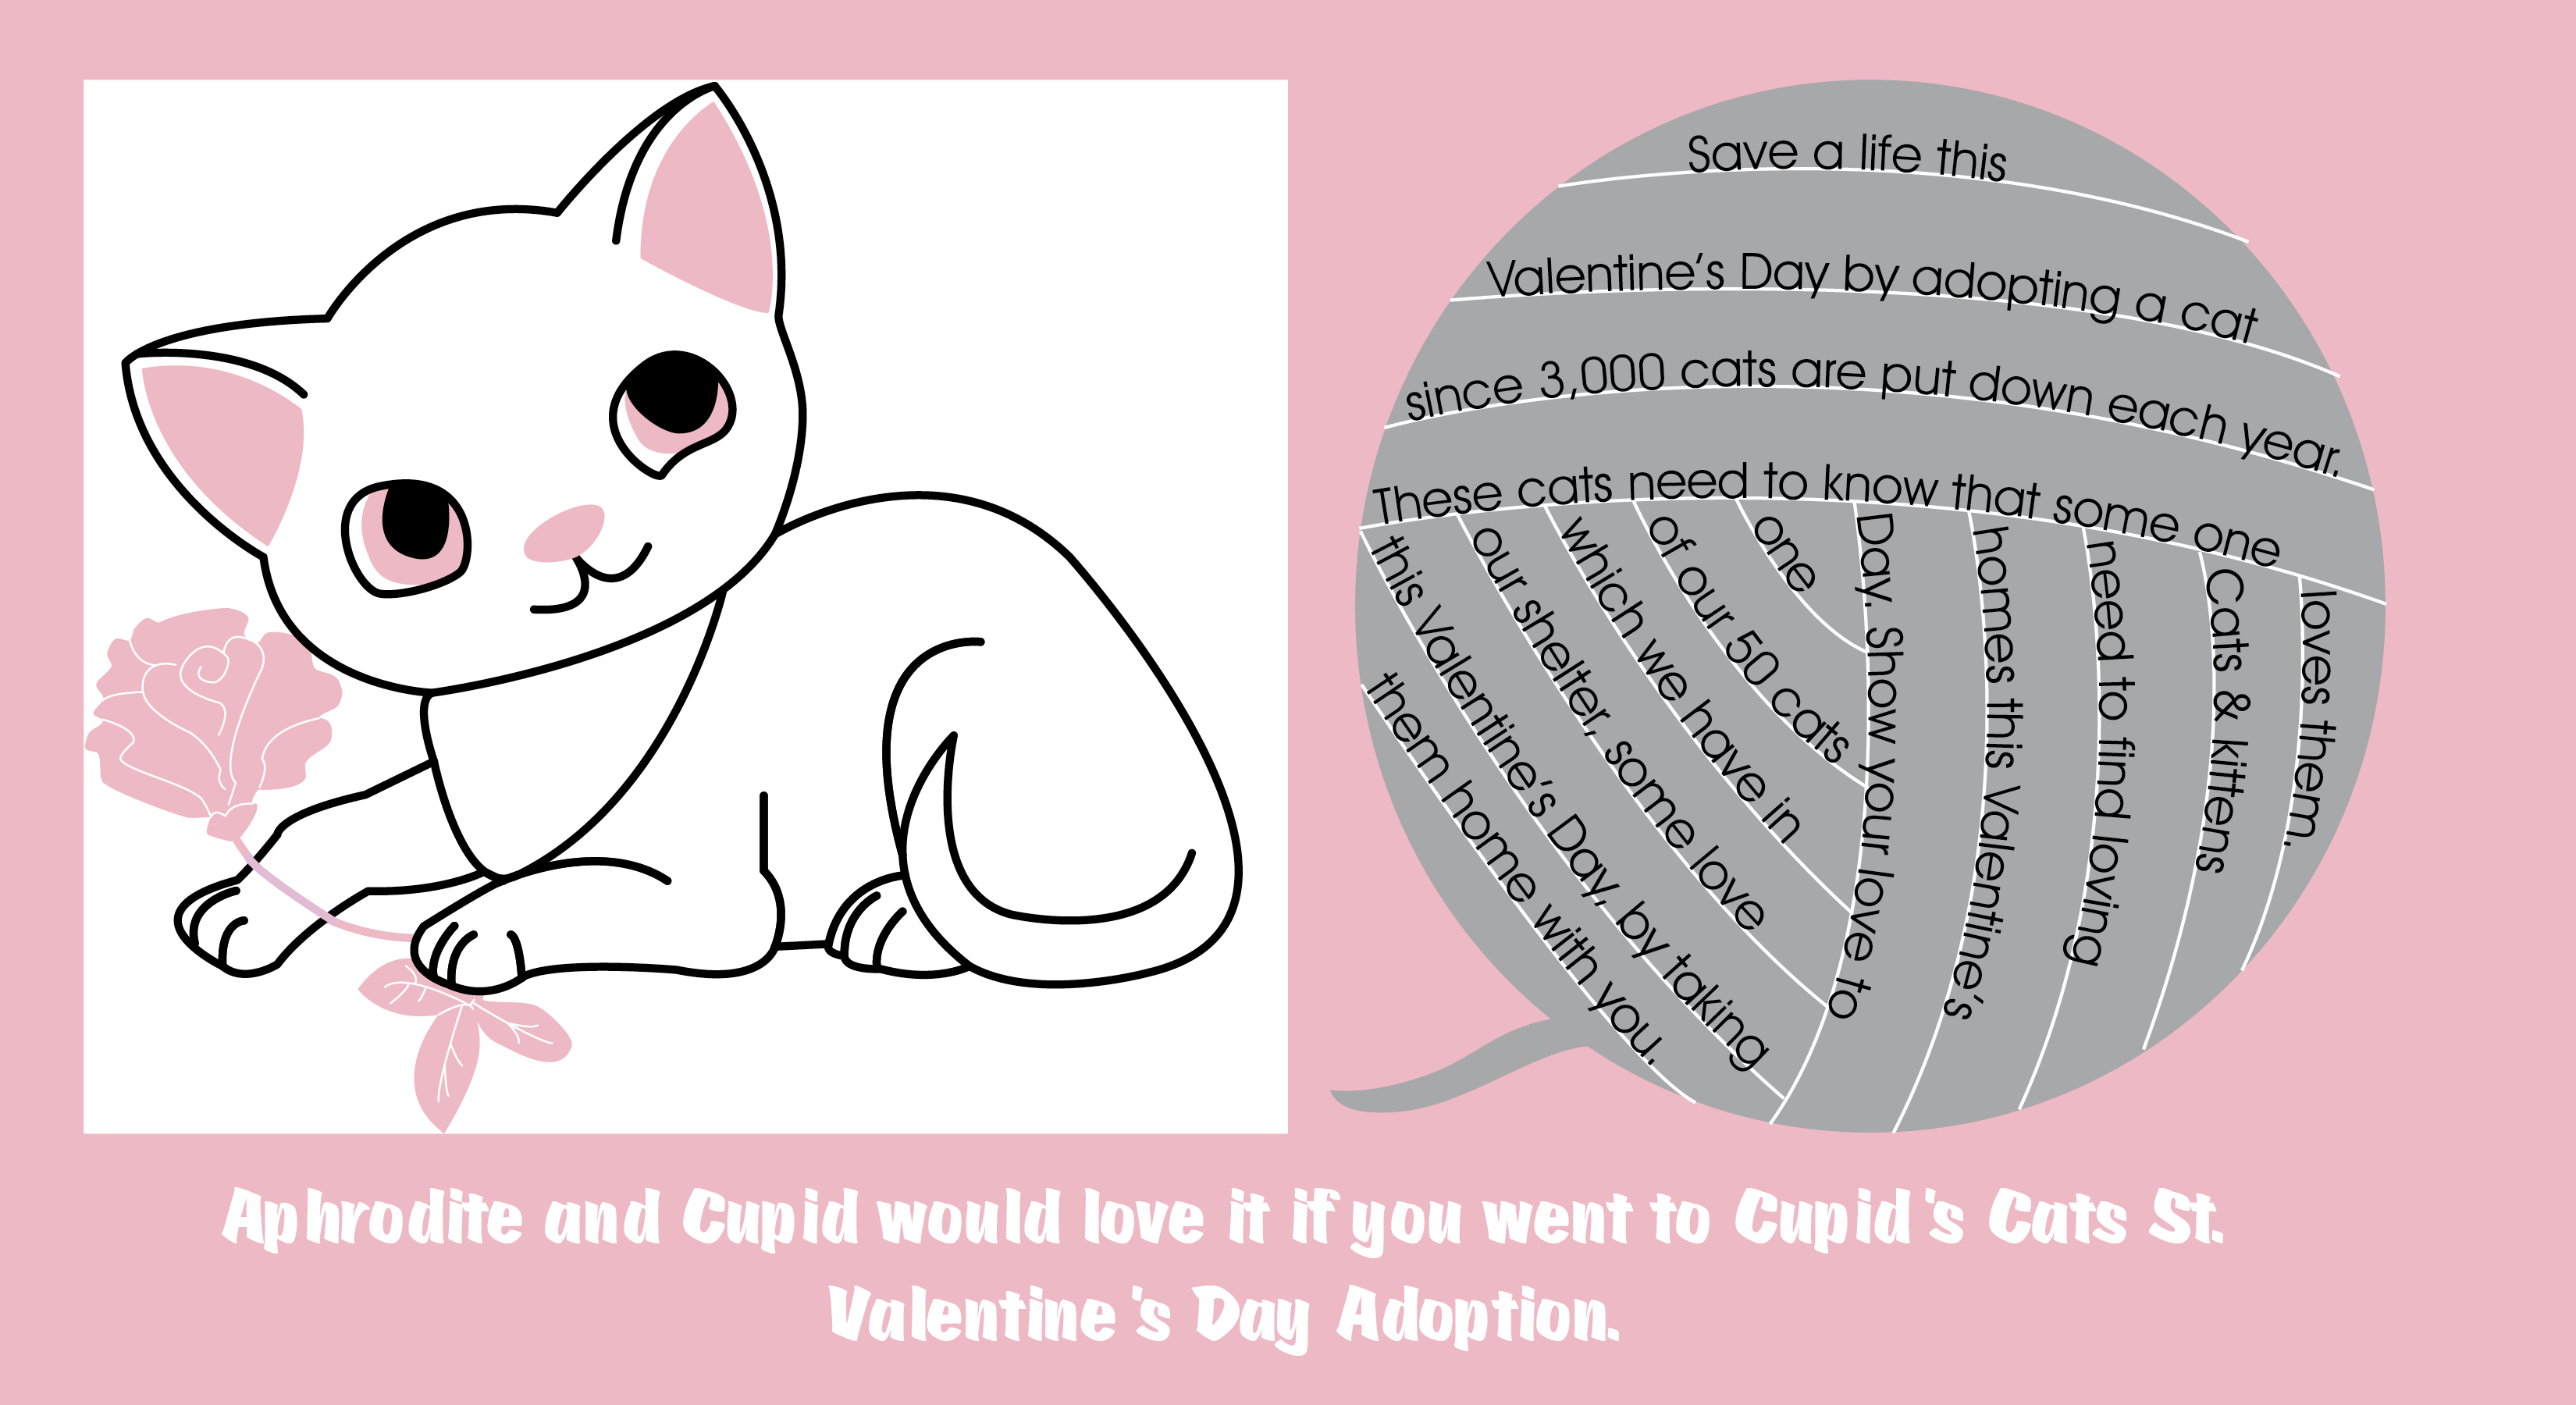 Save a life this
Valentine's Day by adopting a cat
since 3,000 cats are put down each year.
These cats need to know that some one
loves them.
Cats & kittens
need to find loving
homes this Valentine's
Day. Show your love to
one
of our 50 cats
which we have in
our shelter, some love
this Valentine's Day, by taking
them home with you.
Aphrodite and Cupid would love it if you went to Cupid's Cats St.
Valentine's Day Adoption.